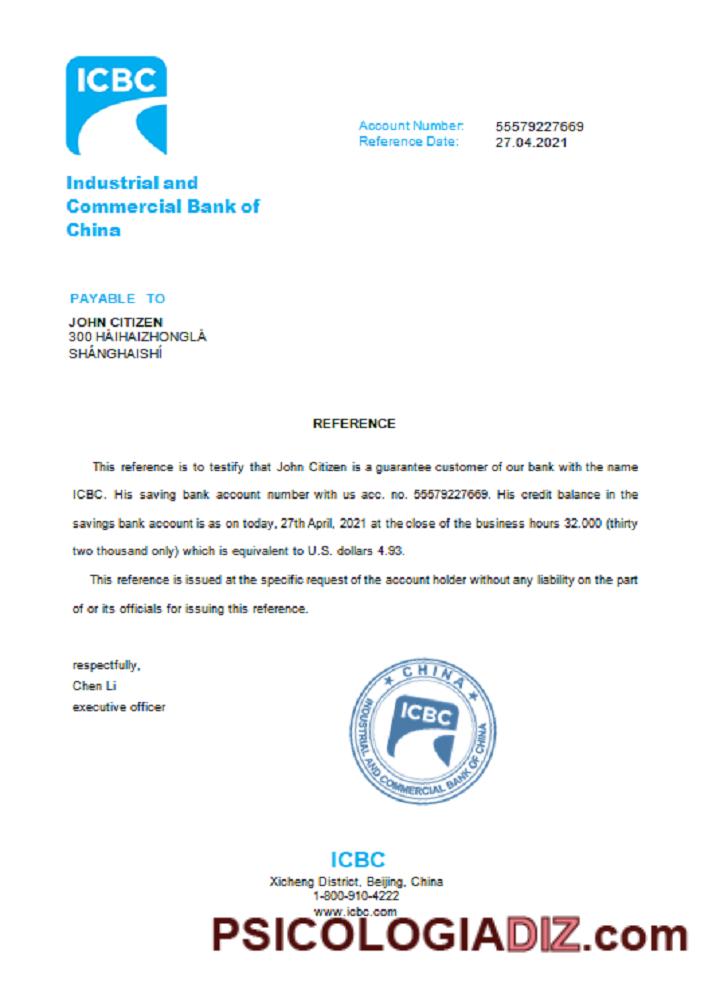 ICBC
Account Number: 55579227669
Reference Date: 27.04.2021
Industrial and
Commercial Bank of
China
PAYABLE TO
JOHN CITIZEN
300 HÀIHAIZHONGLÀ
SHÁNGHAISHÍ
REFERENCE
This reference is to testify that John Citizen is a guarantee customer of our bank with the name
ICBC. His saving bank account number with us acc. no. 55579227669. His credit balance in the
savings bank account is as on today, 27th April, 2021 at the close of the business hours 32.000 (thirty
two thousand only) which is equivalent to U.S. dollars 4.93.
This reference is issued at the specific request of the account holder without any liability on the part
of or its officials for issuing this reference.
respectfully,
Chen Li
executive officer
CHINA
ICBC
INDUSTRIAL AND COMMERCIAL BANK OF CHINA
ICBC
Xicheng District, Beijing, China
1-800-910-4222
www.icbc.com
PSICOLOGIADIZ.com